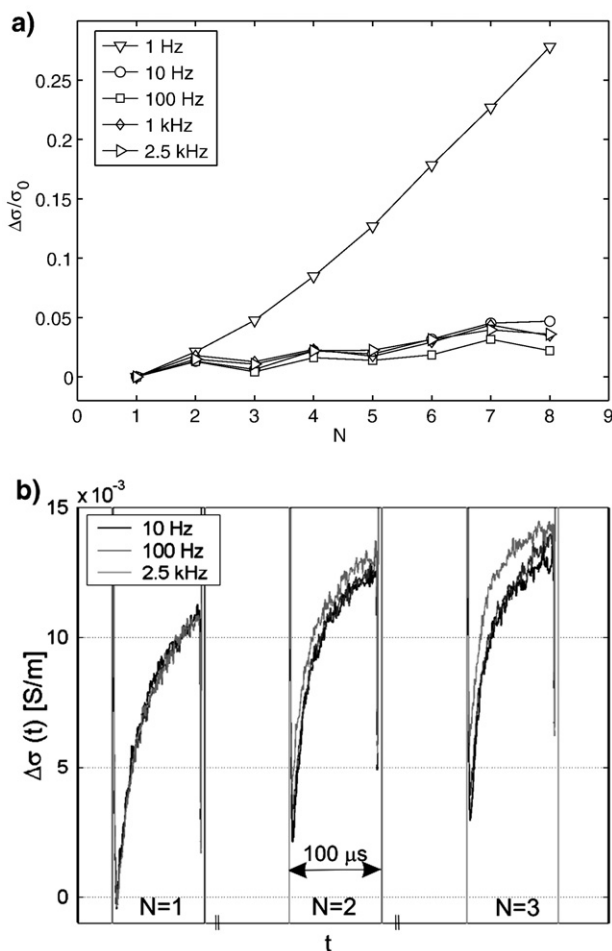 a)
1 Hz
10 Hz
100 Hz
1 kHz
2.5 kHz
0.25
0.2
0.15
0.1
0.05
0
Δσ/σ₀
0 1 2 3 4 5 6 7 8 9
N
b)
x 10⁻³
15
10 Hz
100 Hz
2.5 kHz
10
5
0
Δσ (t) [S/m]
100 μs
N=1 N=2 N=3
t